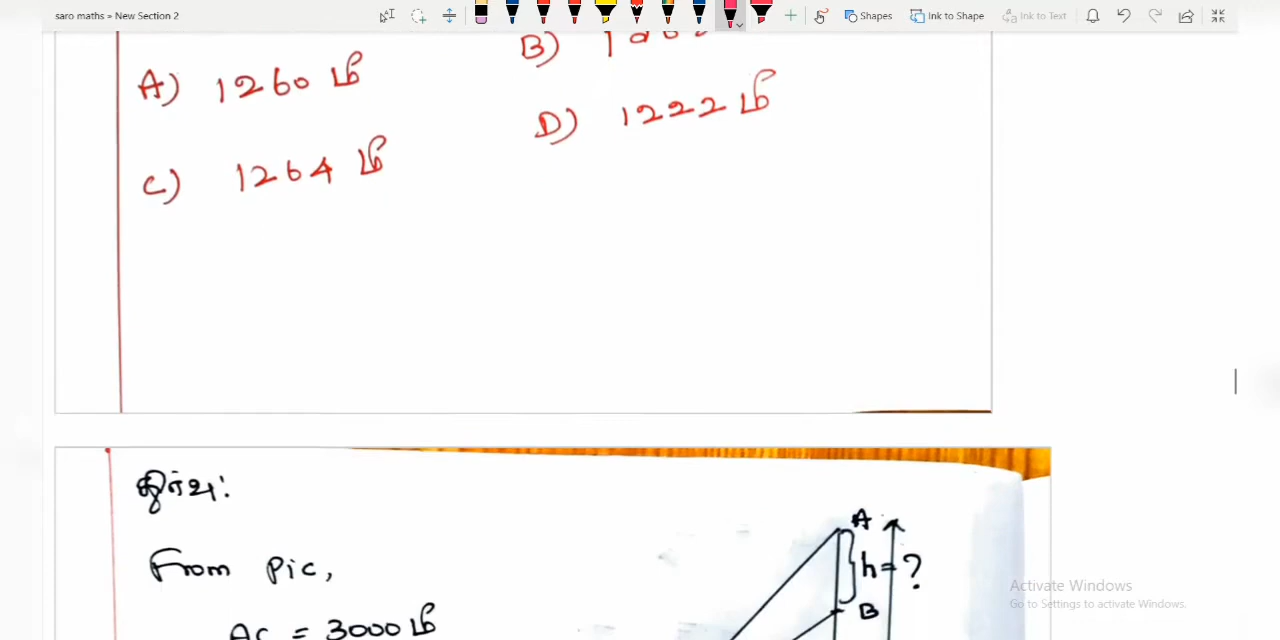 saro maths » New Section 2
Shapes
Ink to Shape
Ink to Text
B)
A) 1260 மீ
D) 1222 மீ
C) 1264 மீ
தீர்வு:
From Pic,
AC = 3000 மீ
A
h = ?
B
Activate Windows
Go to Settings to activate Windows.